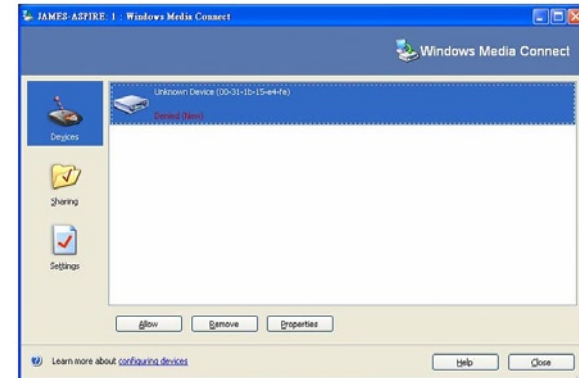 JAMES-ASPIRE: 1 : Windows Media Connect
Windows Media Connect
Unknown Device (00-31-1b-15-e4-fe)
Denied (New)
Devices
Sharing
Settings
Allow
Remove
Properties
Learn more about configuring devices
Help
Close